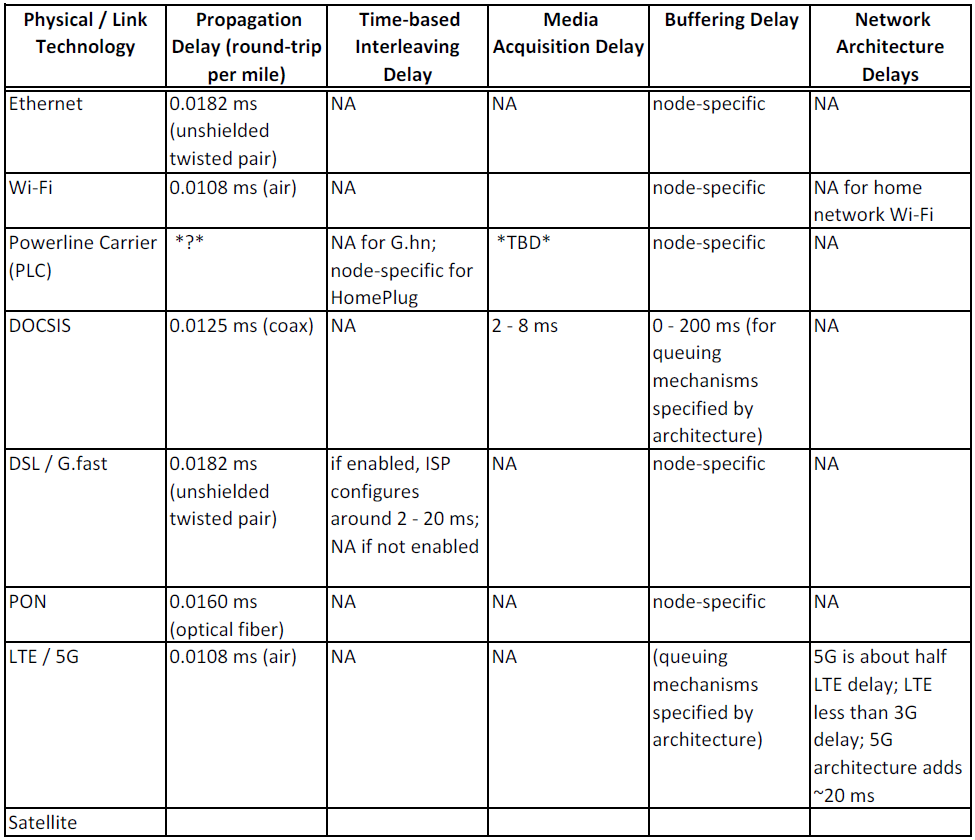 Physical / Link
Technology
Propagation
Delay (round-trip
per mile)
Time-based
Interleaving
Delay
Media
Acquisition Delay
Buffering Delay
Network
Architecture
Delays
Ethernet
0.0182 ms
(unshielded
twisted pair)
NA
NA
node-specific
NA
Wi-Fi
0.0108 ms (air)
NA
node-specific
NA for home
network Wi-Fi
Powerline Carrier
(PLC)
*?*
NA for G.hn;
node-specific for
HomePlug
*TBD*
node-specific
NA
DOCSIS
0.0125 ms (coax)
NA
2 - 8 ms
0 - 200 ms (for
queuing
mechanisms
specified by
architecture)
NA
DSL / G.fast
0.0182 ms
(unshielded
twisted pair)
if enabled, ISP
configures
around 2 - 20 ms;
NA if not enabled
NA
node-specific
NA
PON
0.0160 ms
(optical fiber)
NA
NA
node-specific
NA
LTE / 5G
0.0108 ms (air)
NA
NA
(queuing
mechanisms
specified by
architecture)
5G is about half
LTE delay; LTE
less than 3G
delay; 5G
architecture adds
~20 ms
Satellite